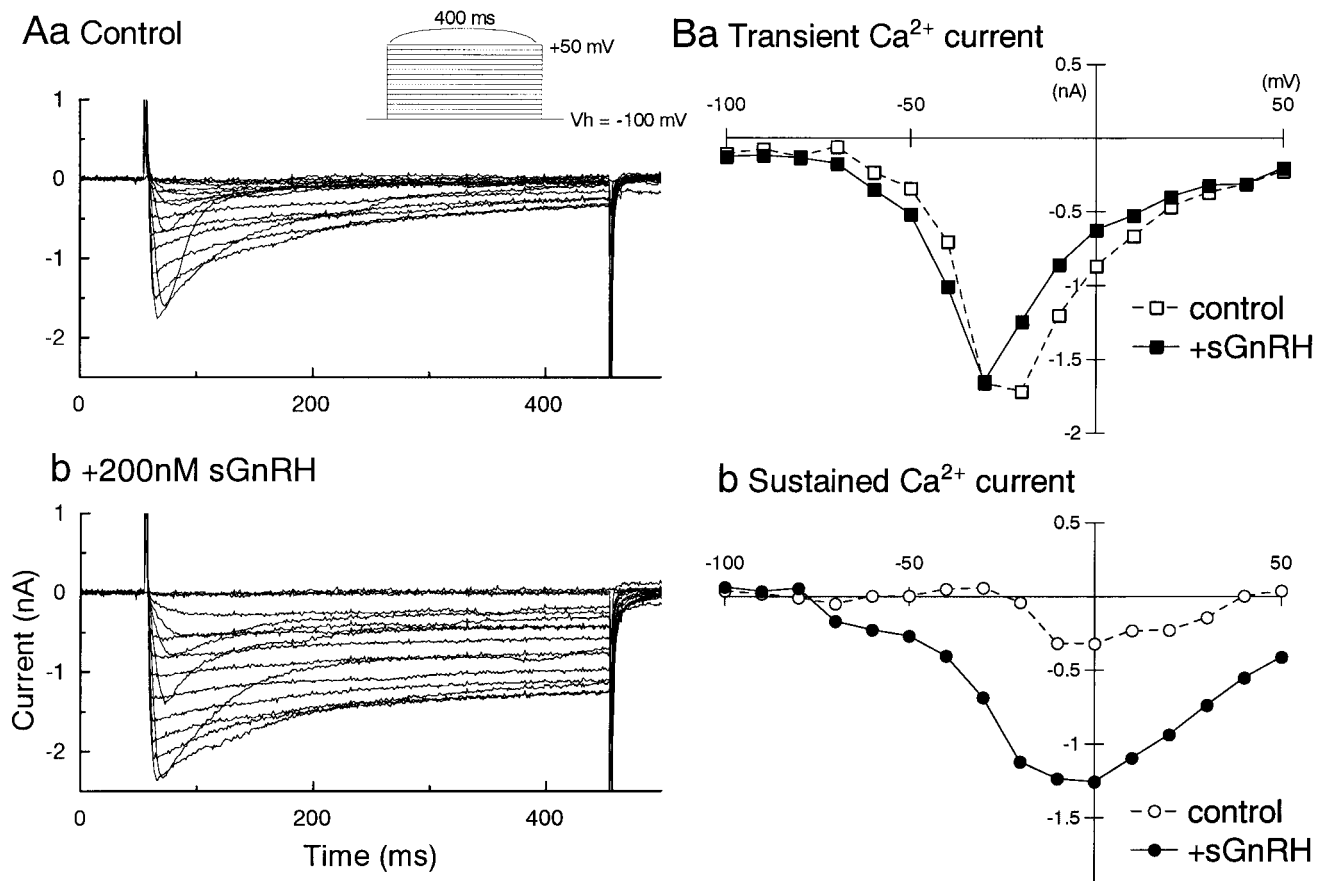 Aa Control
400 ms
+50 mV
Vh = -100 mV
1
0
-1
-2
0
200
400
b +200nM sGnRH
1
0
-1
-2
Current (nA)
0
200
400
Time (ms)
Ba Transient Ca²⁺ current
0.5
(nA)
(mV)
-100
-50
50
-0.5
-1
-1.5
-2
control
+sGnRH
b Sustained Ca²⁺ current
0.5
-100
-50
50
-0.5
-1
-1.5
control
+sGnRH